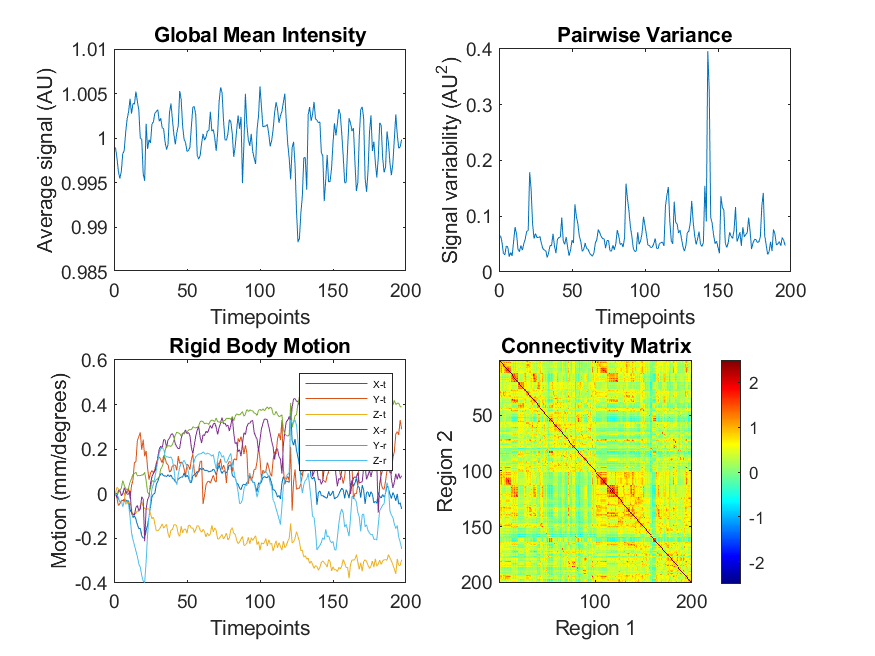 Global Mean Intensity
1.01
1.005
1
0.995
0.99
0.985
Average signal (AU)
0
50
100
150
200
Timepoints
Pairwise Variance
0.4
0.3
0.2
0.1
0
Signal variability (AU²)
0
50
100
150
200
Timepoints
Rigid Body Motion
0.6
0.4
0.2
0
-0.2
-0.4
Motion (mm/degrees)
X-t
Y-t
Z-t
X-r
Y-r
Z-r
0
50
100
150
200
Timepoints
Connectivity Matrix
50
100
150
200
Region 2
100
200
Region 1
2
1
0
-1
-2